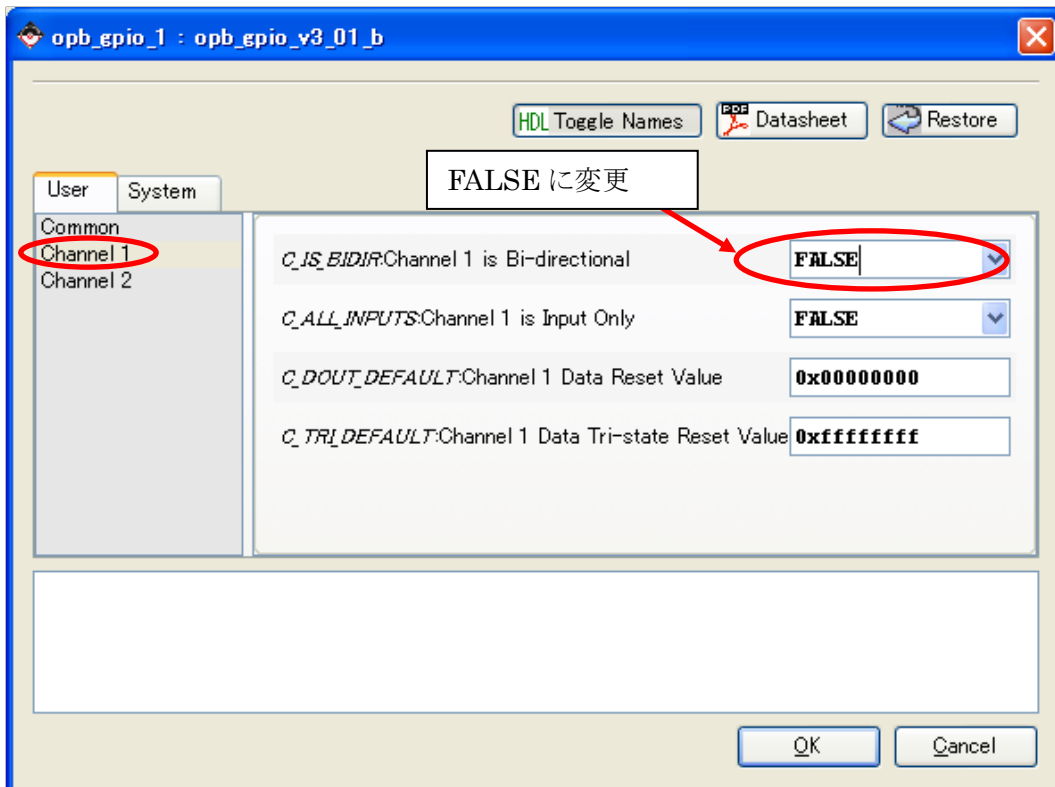 opb_gpio_1 : opb_gpio_v3_01_b
HDL Toggle Names
PDF Datasheet
Restore
FALSE に変更
User
System
Common
Channel 1
Channel 2
C_IS_BIDIR:Channel 1 is Bi-directional
FALSE
C_ALL_INPUTS:Channel 1 is Input Only
FALSE
C_DOUT_DEFAULT:Channel 1 Data Reset Value
0x00000000
C_TRI_DEFAULT:Channel 1 Data Tri-state Reset Value
0xffffffff
OK
Cancel